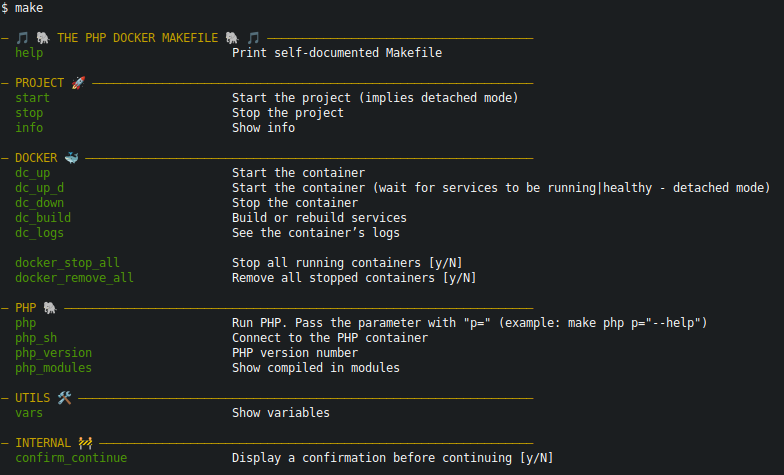 $ make
— 🎵 🐘 THE PHP DOCKER MAKEFILE 🐘 🎵 ——————————————————————————————————————
help Print self-documented Makefile
— PROJECT 🚀 ———————————————————————————————————————————————————————————————
start Start the project (implies detached mode)
stop Stop the project
info Show info
— DOCKER 🐳 ————————————————————————————————————————————————————————————————
dc_up Start the container
dc_up_d Start the container (wait for services to be running|healthy - detached mode)
dc_down Stop the container
dc_build Build or rebuild services
dc_logs See the container’s logs
docker_stop_all Stop all running containers [y/N]
docker_remove_all Remove all stopped containers [y/N]
— PHP 🐘 ———————————————————————————————————————————————————————————————————
php Run PHP. Pass the parameter with "p=" (example: make php p="--help")
php_sh Connect to the PHP container
php_version PHP version number
php_modules Show compiled in modules
— UTILS 🛠️ —————————————————————————————————————————————————————————————————
vars Show variables
— INTERNAL 🚧 ——————————————————————————————————————————————————————————————
confirm_continue Display a confirmation before continuing [y/N]